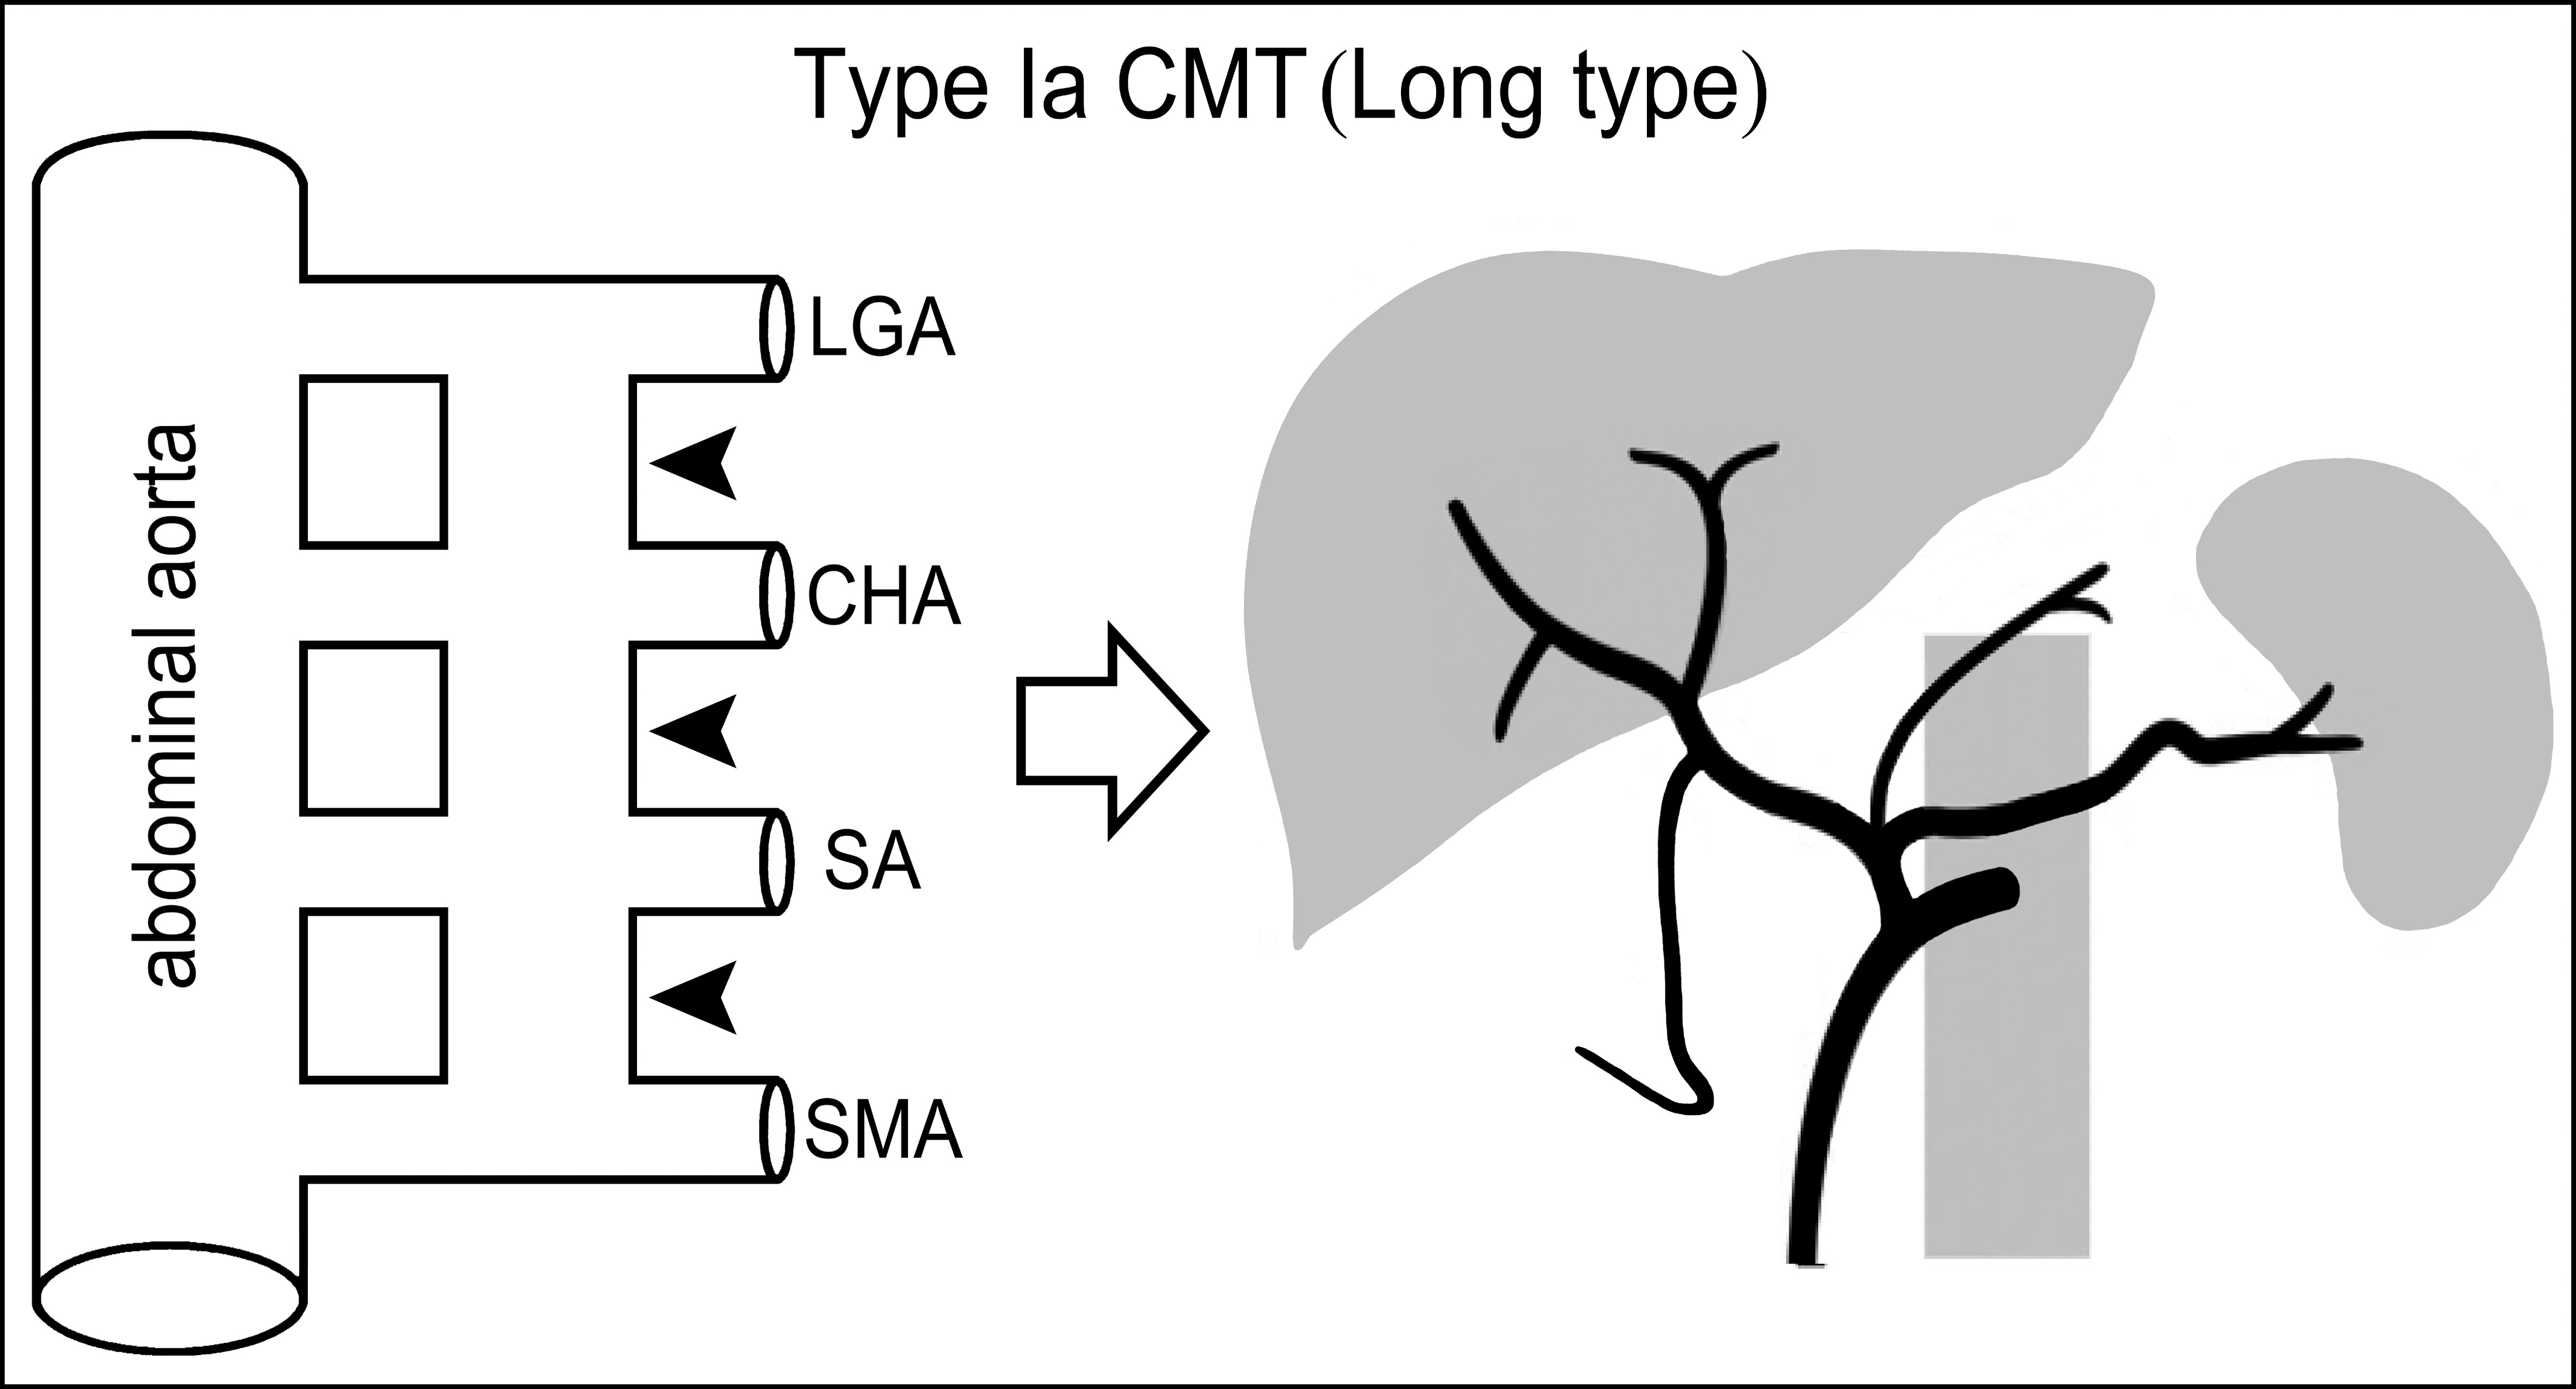 Type Ia CMT(Long type)
abdominal aorta
LGA
CHA
SA
SMA